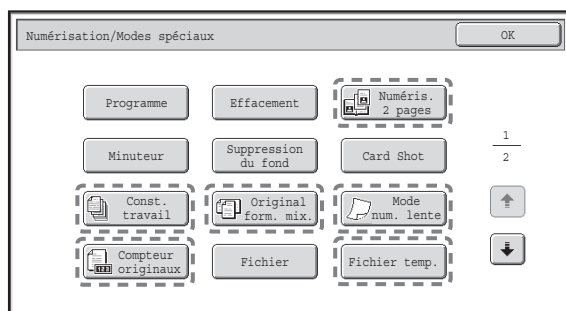 Numérisation/Modes spéciaux
OK
Programme
Effacement
Numéris.
2 pages
Minuteur
Suppression
du fond
Card Shot
1
2
Const.
travail
Original
form. mix.
Mode
num. lente
Compteur
originaux
Fichier
Fichier temp.